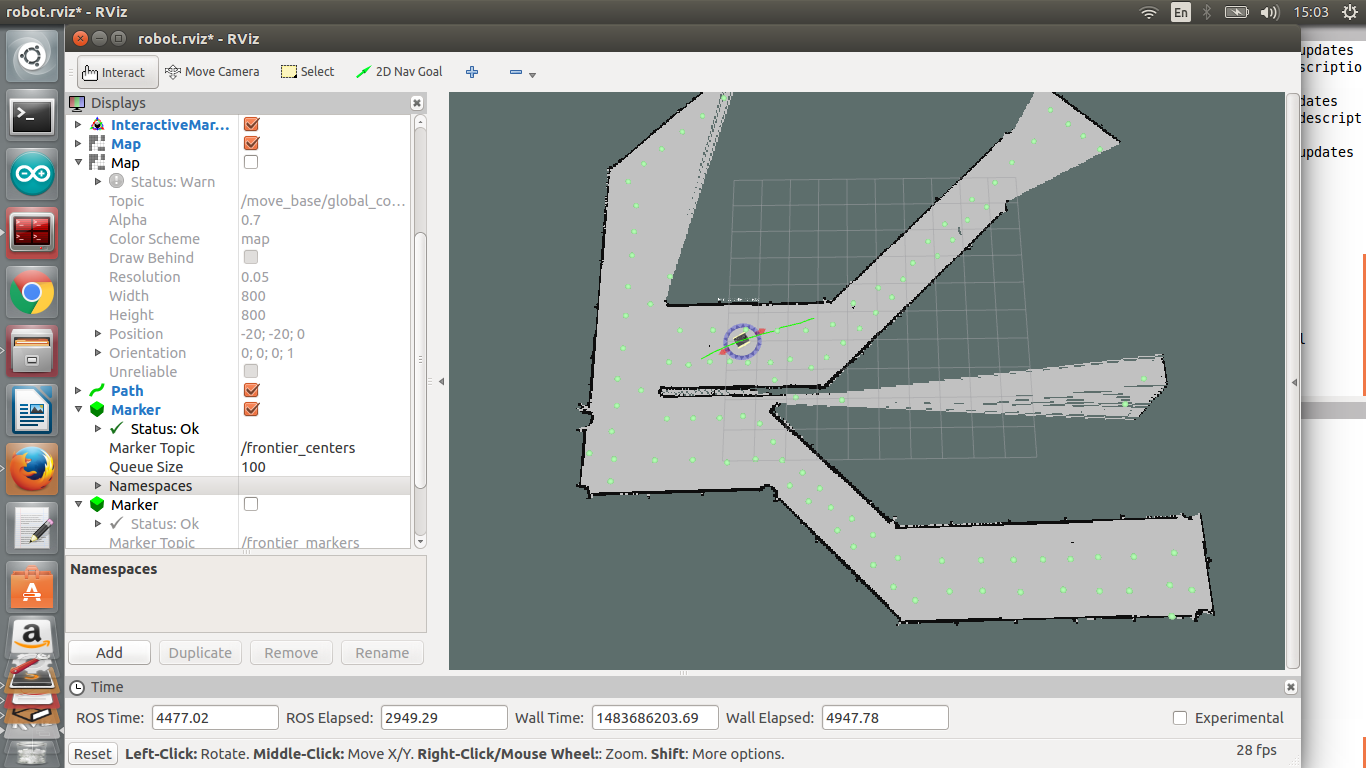 robot.rviz* - RViz
En
15:03
robot.rviz* - RViz
Interact
Move Camera
Select
2D Nav Goal
Displays
InteractiveMar...
Map
Map
Status: Warn
Topic /move_base/global_co...
Alpha 0.7
Color Scheme map
Draw Behind
Resolution 0.05
Width 800
Height 800
Position -20; -20; 0
Orientation 0; 0; 0; 1
Unreliable
Path
Marker
Status: Ok
Marker Topic /frontier_centers
Queue Size 100
Namespaces
Marker
Status: Ok
Marker Topic /frontier_markers
Namespaces
Add Duplicate Remove Rename
Time
ROS Time: 4477.02 ROS Elapsed: 2949.29 Wall Time: 1483686203.69 Wall Elapsed: 4947.78 Experimental
Reset Left-Click: Rotate. Middle-Click: Move X/Y. Right-Click/Mouse Wheel:: Zoom. Shift: More options. 28 fps
updates
scriptio
dates
descript
updates